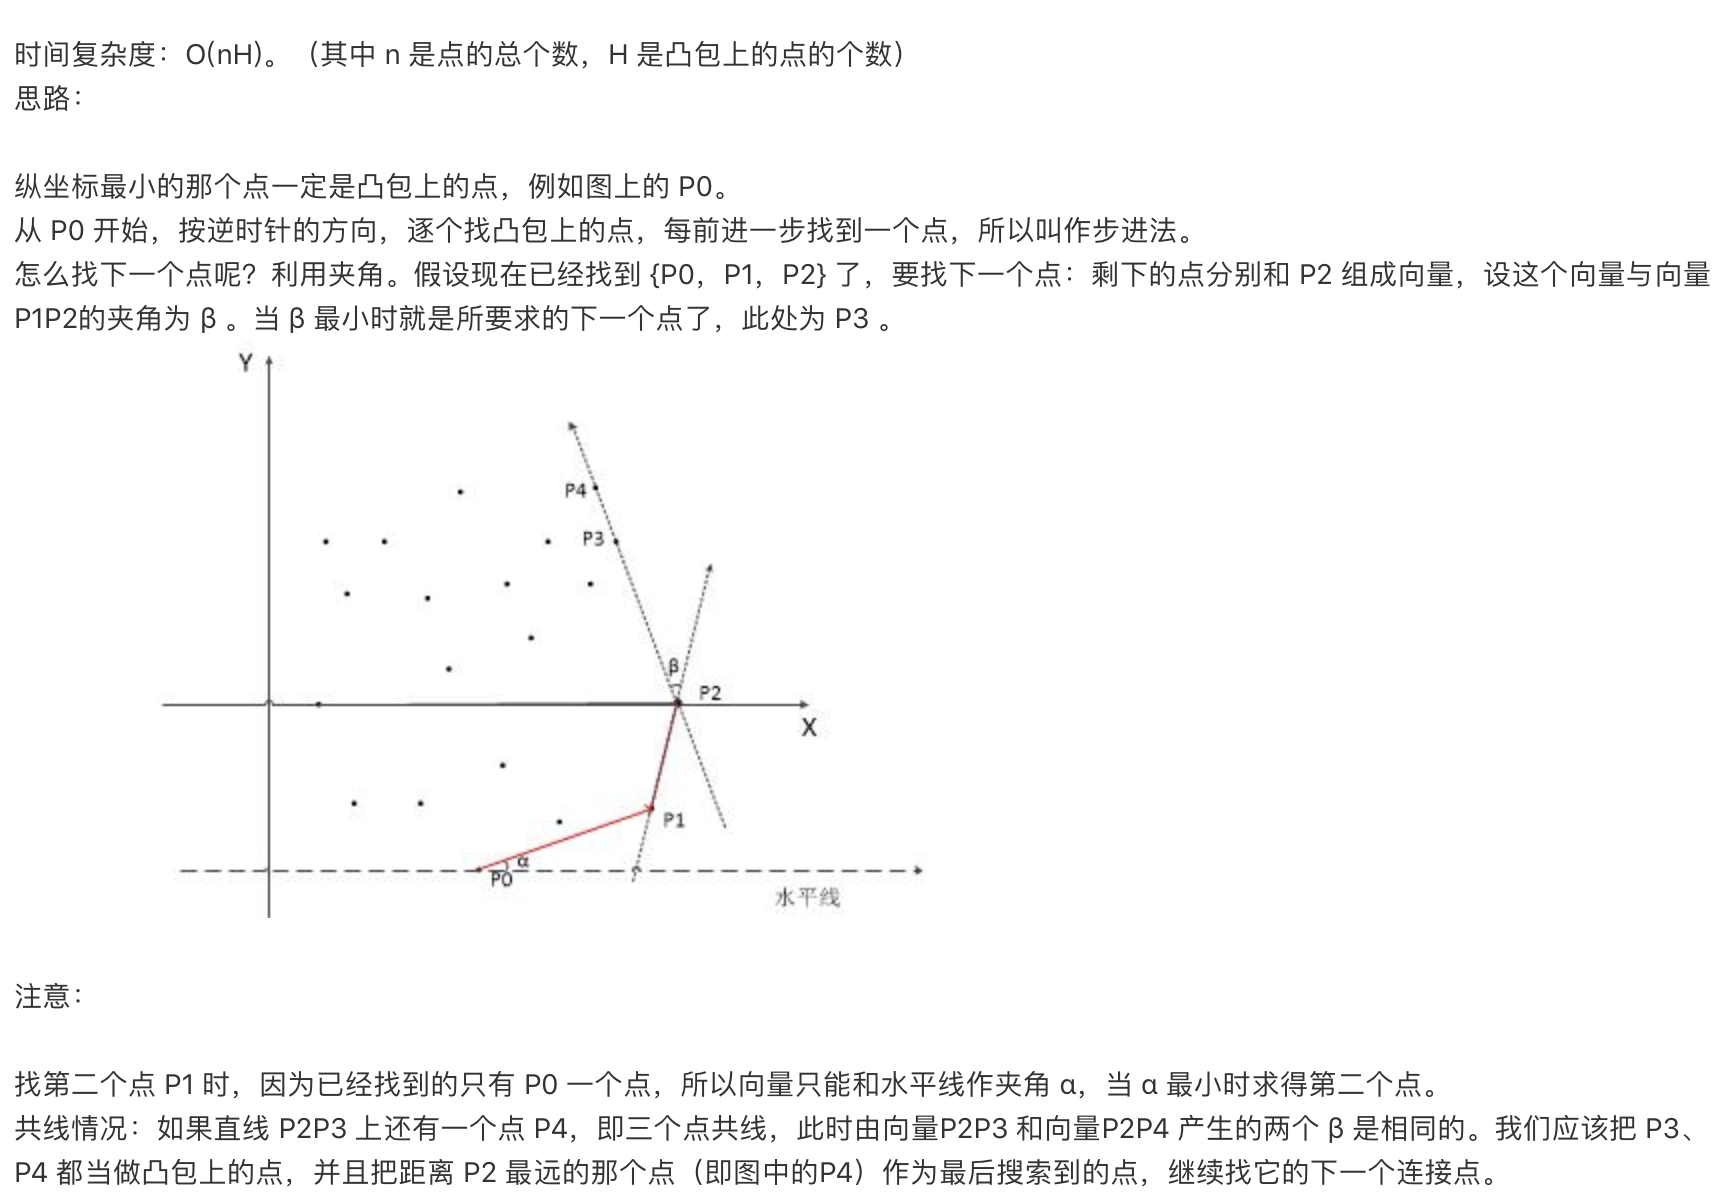 时间复杂度：O(nH)。（其中 n 是点的总个数，H 是凸包上的点的个数）
思路：
纵坐标最小的那个点一定是凸包上的点，例如图上的 P0。
从 P0 开始，按逆时针的方向，逐个找凸包上的点，每前进一步找到一个点，所以叫作步进法。
怎么找下一个点呢？利用夹角。假设现在已经找到 {P0，P1，P2} 了，要找下一个点：剩下的点分别和 P2 组成向量，设这个向量与向量
P1P2的夹角为 β 。当 β 最小时就是所要求的下一个点了，此处为 P3 。
Y
P4
P3
β
P2
X
P1
α
P0
水平线
注意：
找第二个点 P1 时，因为已经找到的只有 P0 一个点，所以向量只能和水平线作夹角 α，当 α 最小时求得第二个点。
共线情况：如果直线 P2P3 上还有一个点 P4，即三个点共线，此时由向量P2P3 和向量P2P4 产生的两个 β 是相同的。我们应该把 P3、
P4 都当做凸包上的点，并且把距离 P2 最远的那个点（即图中的P4）作为最后搜索到的点，继续找它的下一个连接点。